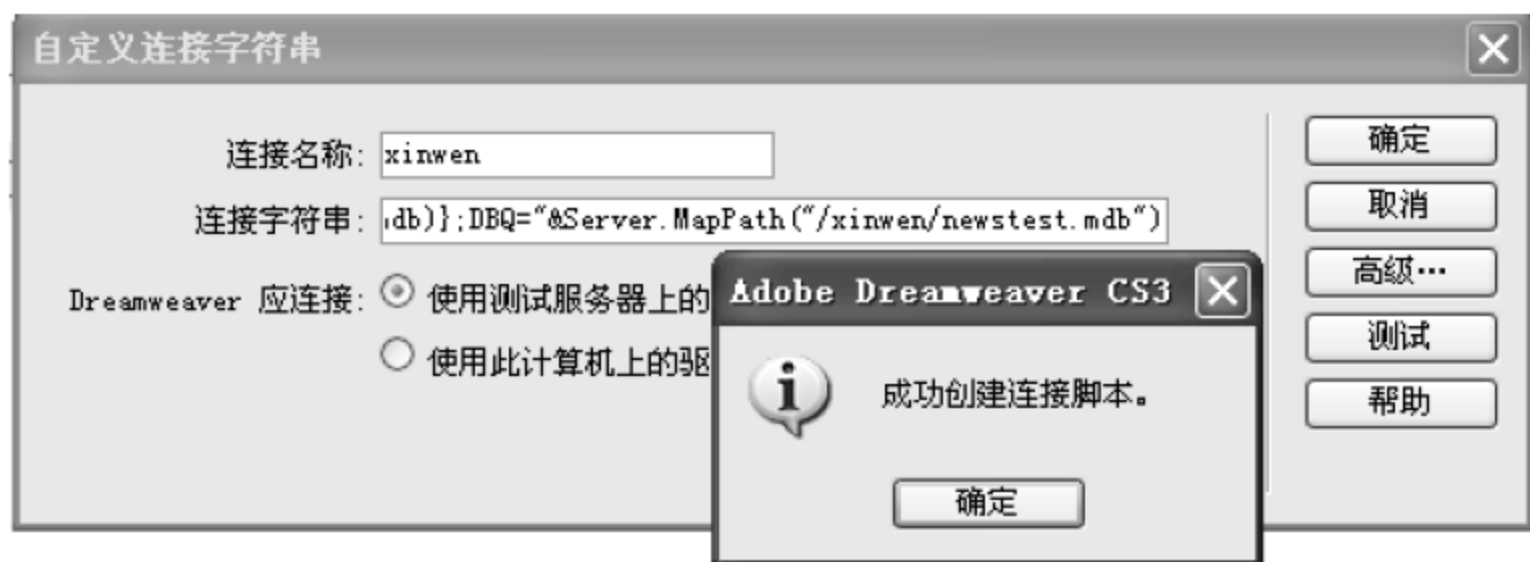 自定义连接字符串
连接名称: xinwen
确定
连接字符串: db)};DBQ="&Server.MapPath("/xinwen/newstest.mdb")
取消
Dreamweaver 应连接: 使用测试服务器上的
高级…
使用此计算机上的驱
测试
帮助
Adobe Dreamweaver CS3
成功创建连接脚本。
确定